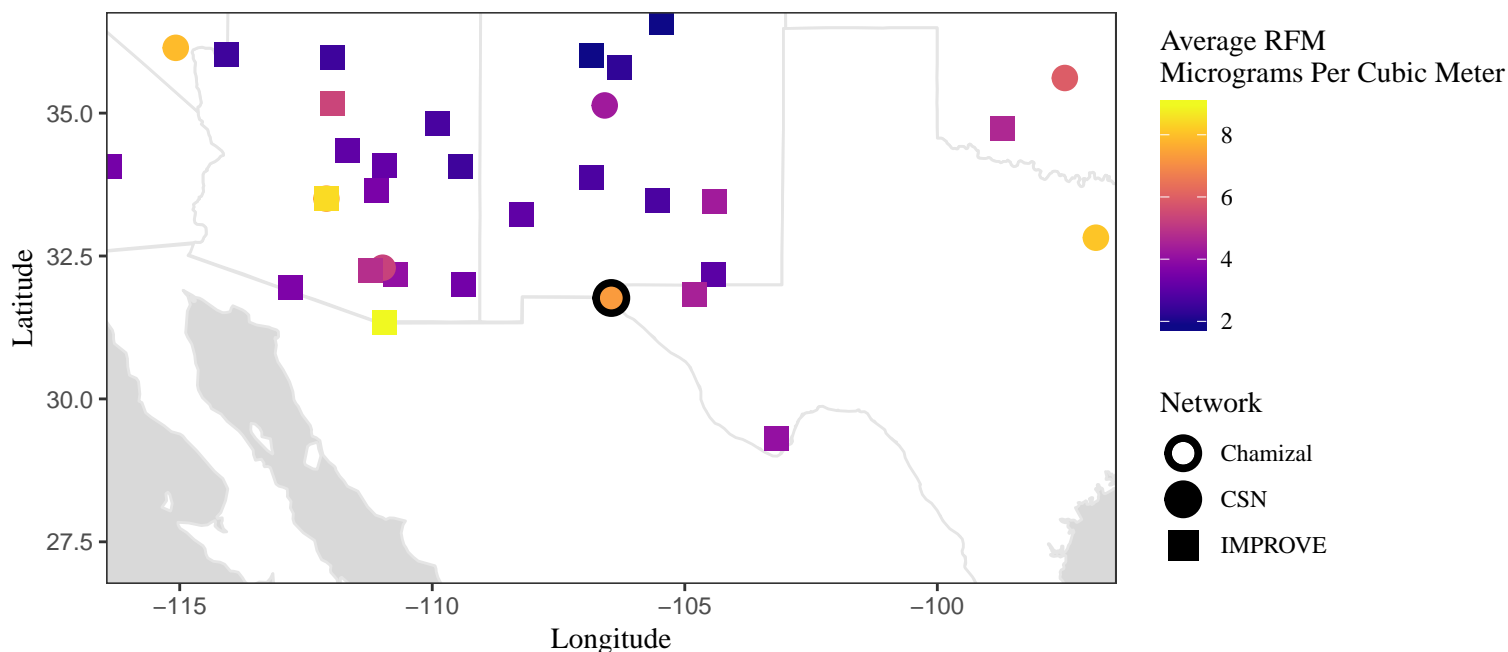 Average RFM
Micrograms Per Cubic Meter
8
6
4
2
Network
Chamizal
CSN
IMPROVE
Latitude
35.0
32.5
30.0
27.5
−115
−110
−105
−100
Longitude